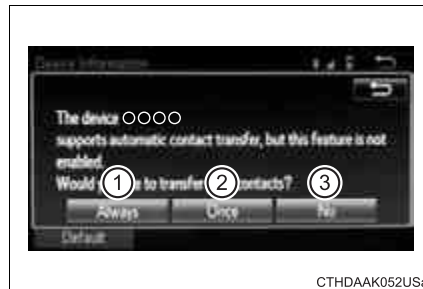 Device Information
The device ○○○○
supports automatic contact transfer, but this feature is not
enabled.
Would to transfer contacts?
1 2 3
Always Once No
Default
CTHDAAK052USa